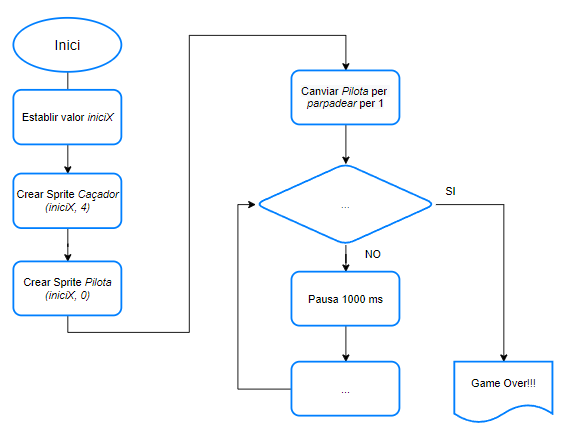 Inici
Establir valor iniciX
Crear Sprite Caçador
(iniciX, 4)
Crear Sprite Pilota
(iniciX, 0)
Canviar Pilota per
parpadear per 1
...
SI
NO
Pausa 1000 ms
...
Game Over!!!